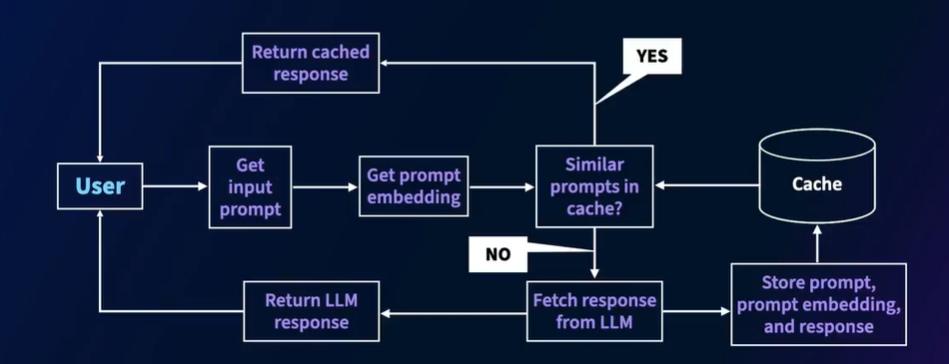 Return cached
response
YES
User
Get
input
prompt
Get prompt
embedding
Similar
prompts in
cache?
Cache
NO
Return LLM
response
Fetch response
from LLM
Store prompt,
prompt embedding,
and response